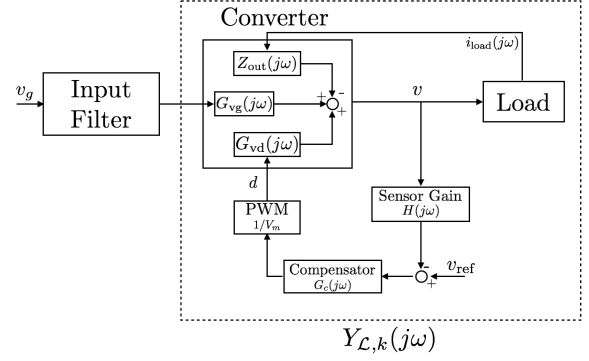 Converter
i_load(jω)
Z_out(jω)
-
v_g
Input
Filter
G_vg(jω)
+
+
v
Load
G_vd(jω)
d
PWM
1/V_m
Sensor Gain
H(jω)
-
v_ref
+
Compensator
G_c(jω)
Y_{ℒ,k}(jω)